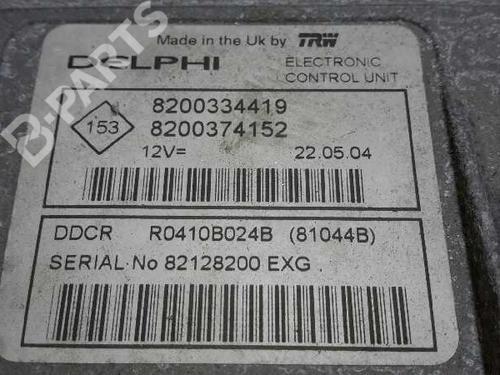 B-PARTS
Made in the Uk by TRW
DELPHI ELECTRONIC
CONTROL UNIT
8200334419
153 8200374152
12V= 22.05.04
DDCR R0410B024B (81044B)
SERIAL No 82128200 EXG .